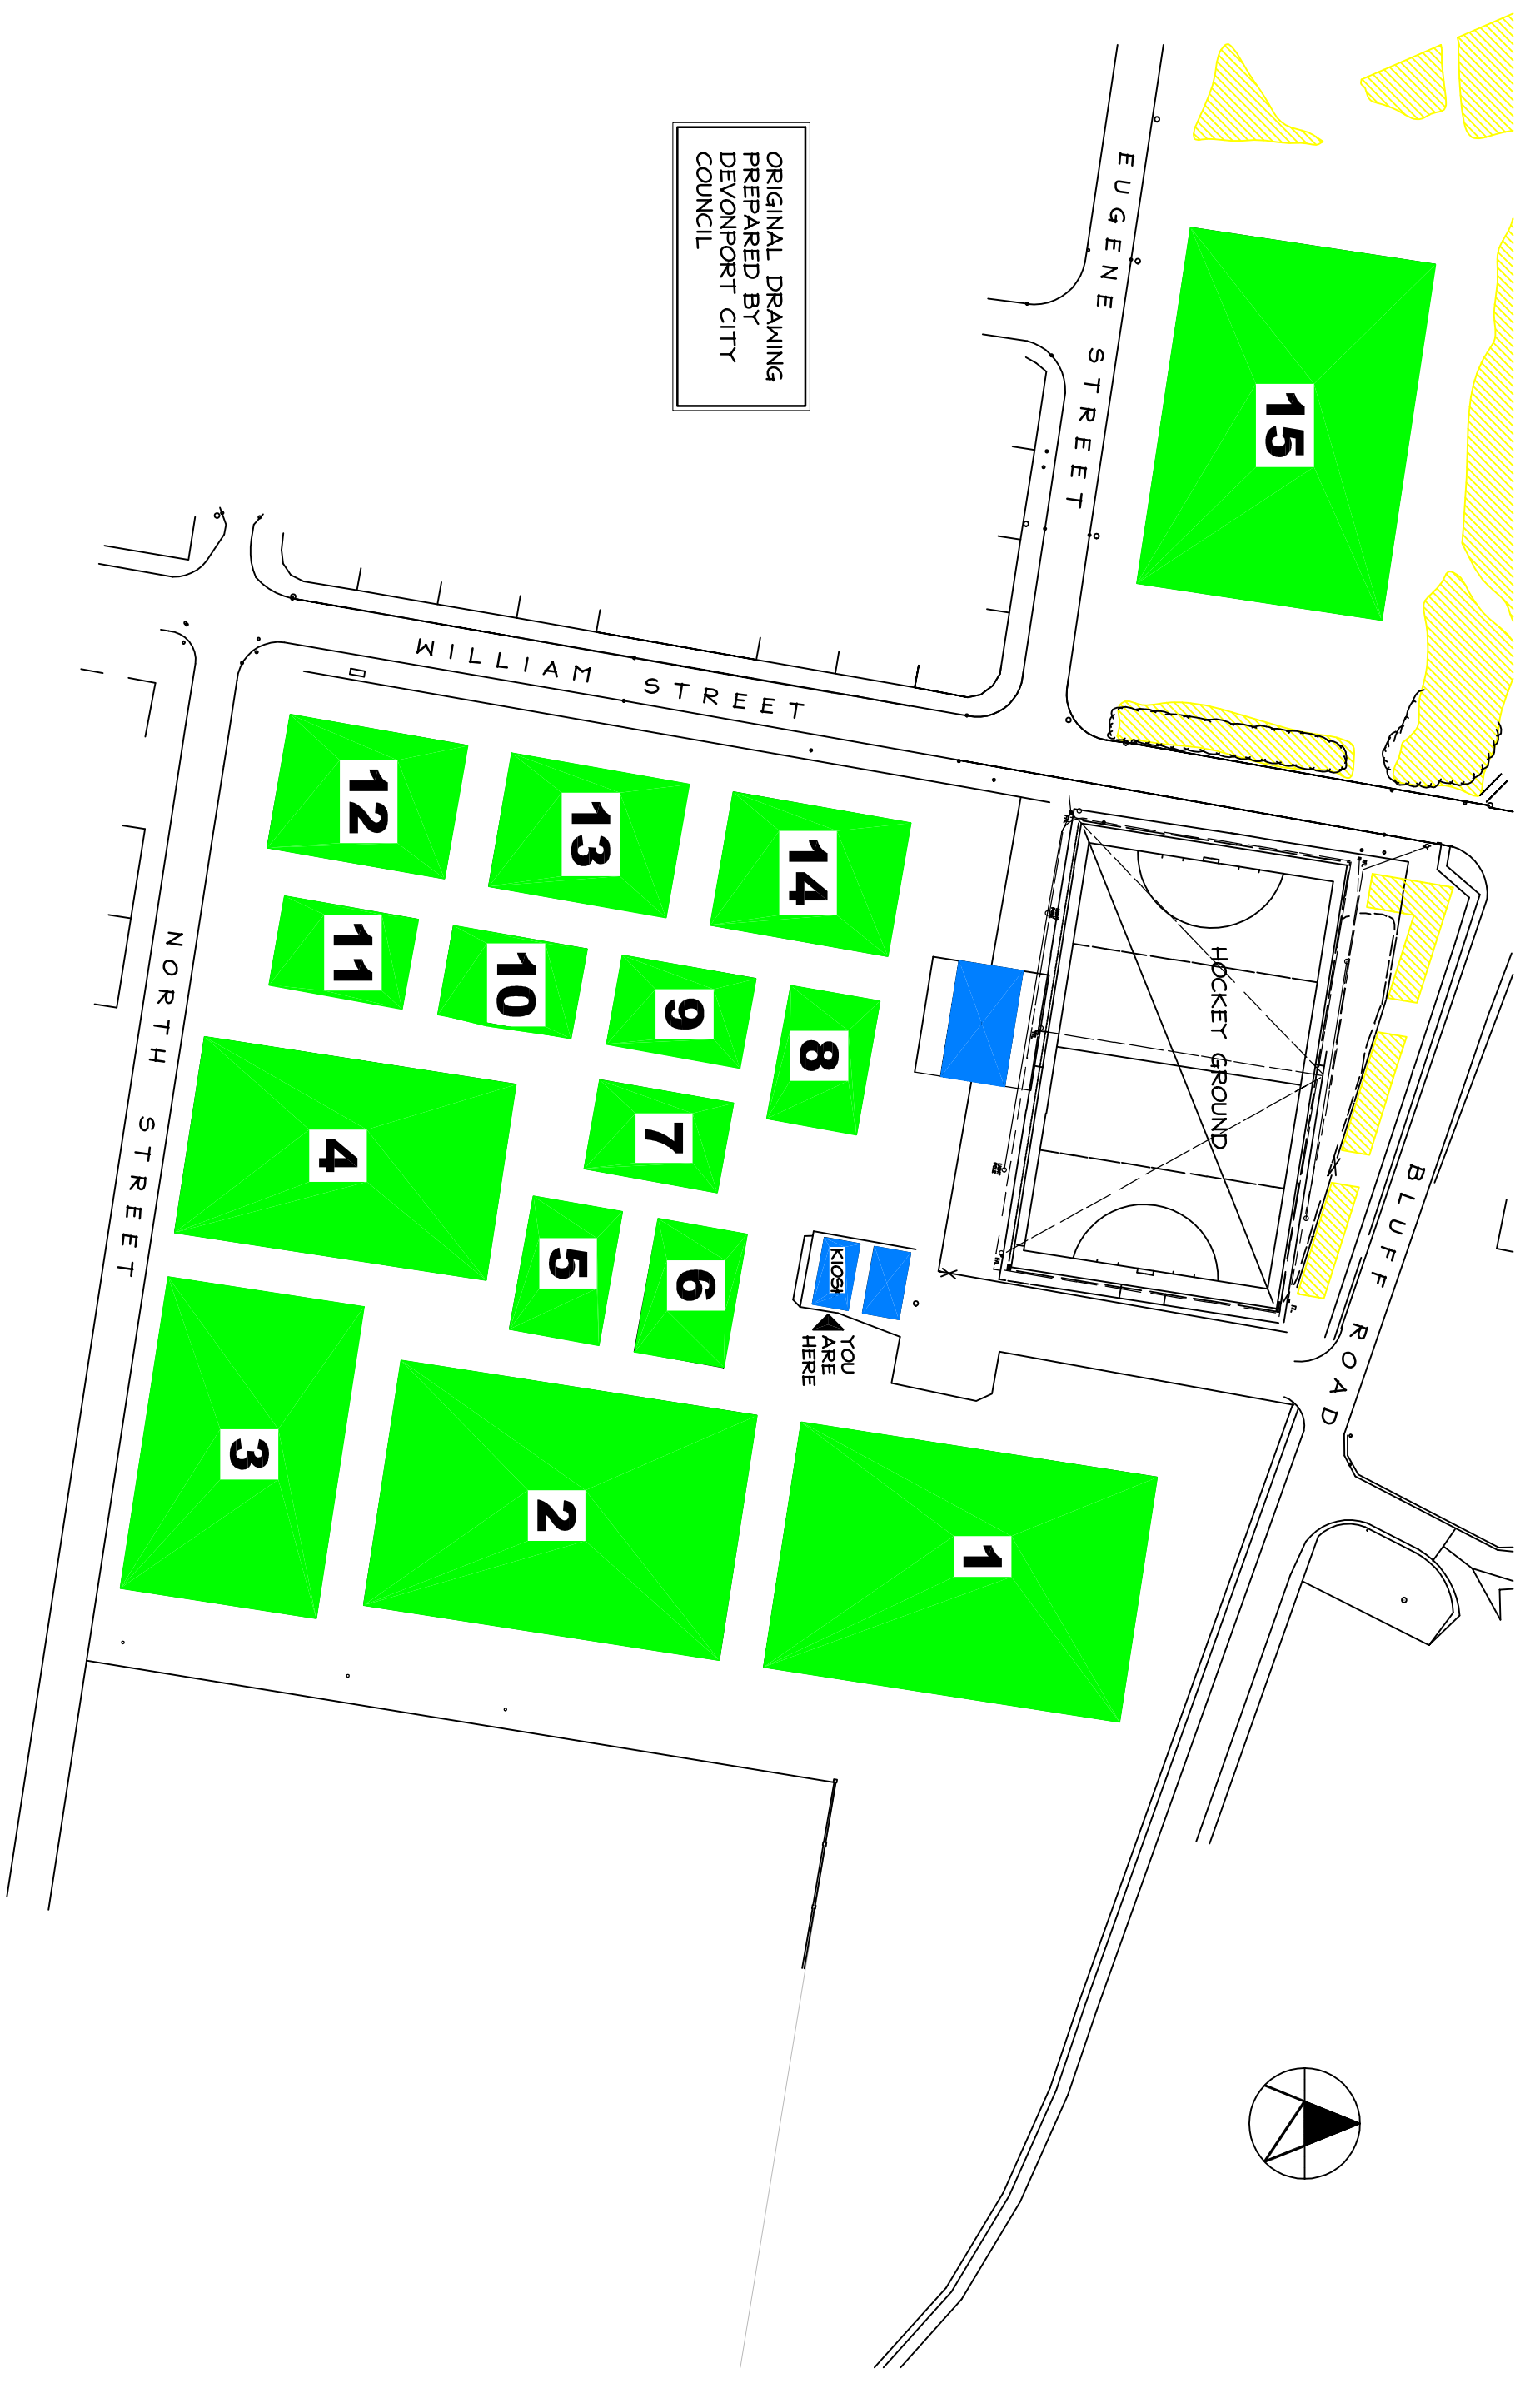 EUGENE STREET
15
ORIGINAL DRAWING
PREPARED BY
DEVONPORT CITY
COUNCIL
WILLIAM STREET
12
13
14
11
10
9
8
HOCKEY GROUND
NORTH STREET
BLUFF ROAD
4
7
5
6
KIOSK
YOU
ARE
HERE
3
2
1